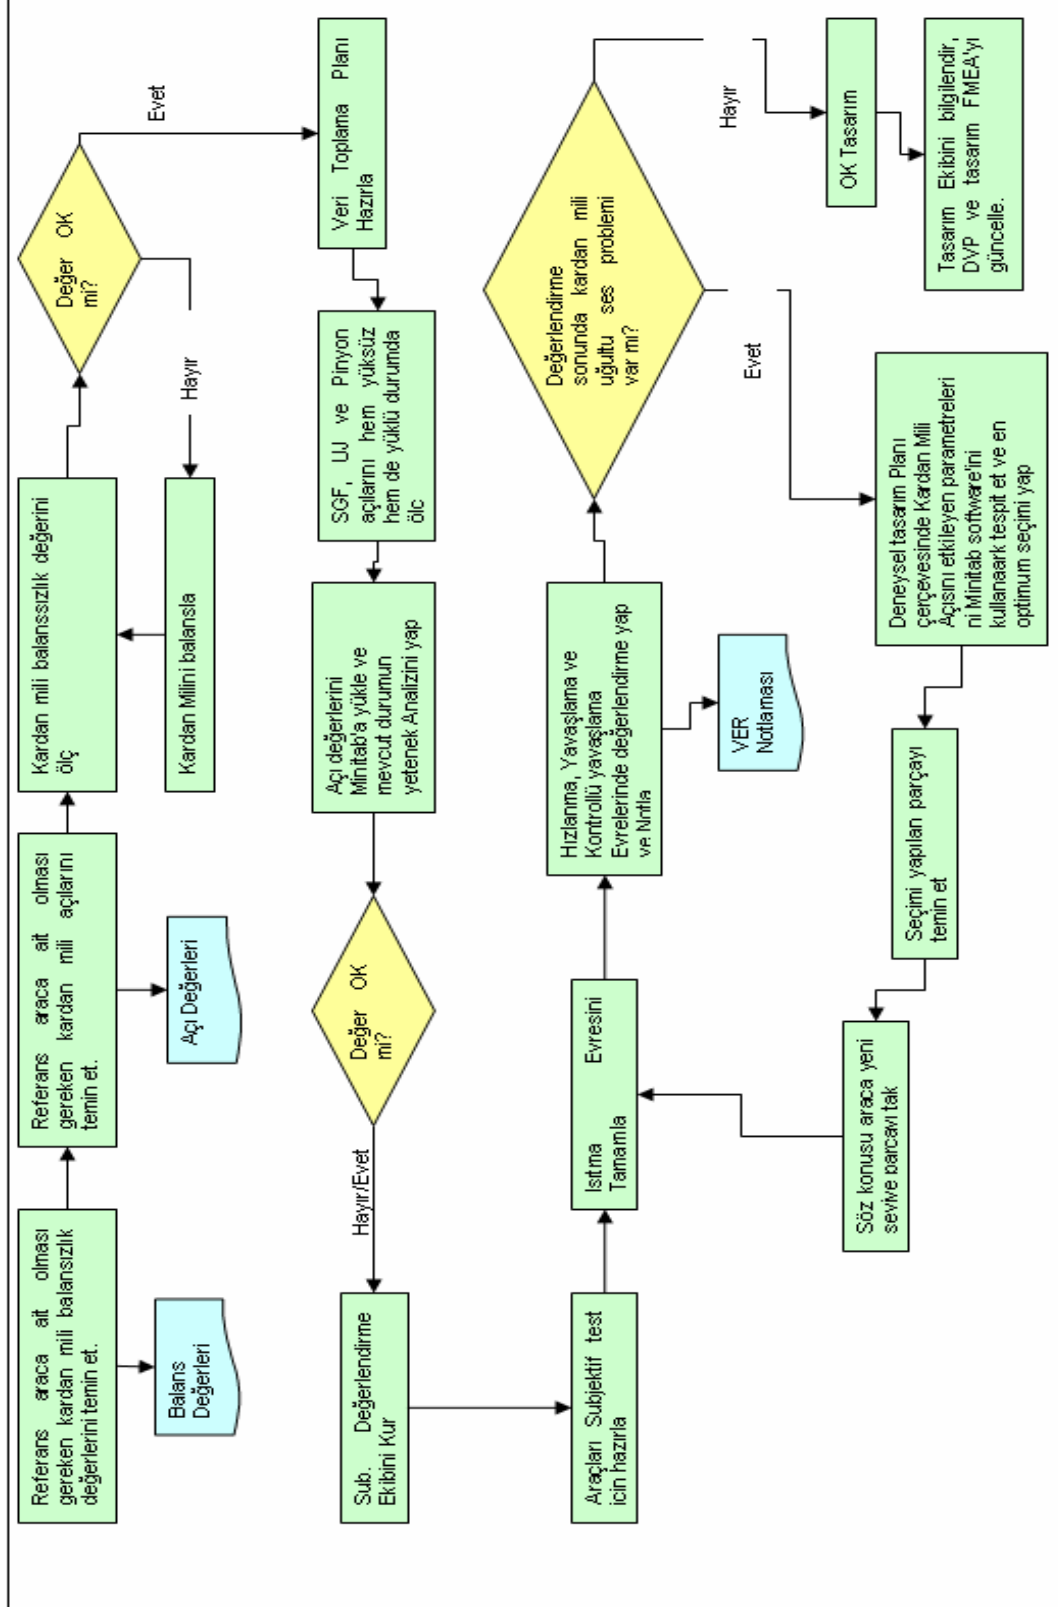 Referans araca ait olması
gereken kardan mili balansızlık
değerlerini temin et.
Balans
Değerleri
Referans araca ait olması
gereken kardan mili açılarını
temin et.
Açı Değerleri
Kardan mili balanssızlık değerini
ölç
Kardan Milini balansla
Değer OK
mi?
Hayır
Evet
Veri Toplama Planı
Hazırla
SGF, UJ ve Pinyon
açılarını hem yüksüz
hem de yüklü durumda
ölc
Açı değerlerini
Minitab'a yükle ve
mevcut durumun
yetenek Analizini yap
Değer OK
mi?
Hayır/Evet
Sub. Değerlendirme
Ekibini Kur
Araçları Subjektif test
icin hazırla
Isıtma Evresini
Tamamla
Hızlanma, Yavaşlama ve
Kontrollü yavaşlama
Evrelerinde değerlendirme yap
ve Notla
VER
Notlaması
Değerlendirme
sonunda kardan mili
uğultu ses problemi
var mı?
Hayır
OK Tasarım
Tasarım Ekibini bilgilendir,
DVP ve tasarım FMEA'yı
güncelle.
Evet
Deneysel tasarım Planı
çerçevesinde Kardan Mili
Açısını etkileyen parametreleri
ni Minitab software'ini
kullanaark tespit et ve en
optimum seçimi yap
Seçimi yapılan parçayı
temin et
Söz konusu araca yeni
sevive parcavı tak